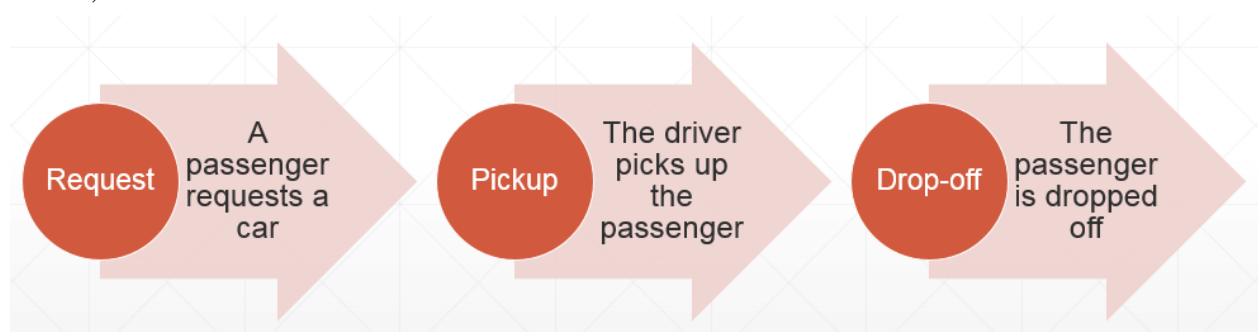 Request
A
passenger
requests a
car
Pickup
The driver
picks up
the
passenger
Drop-off
The
passenger
is dropped
off